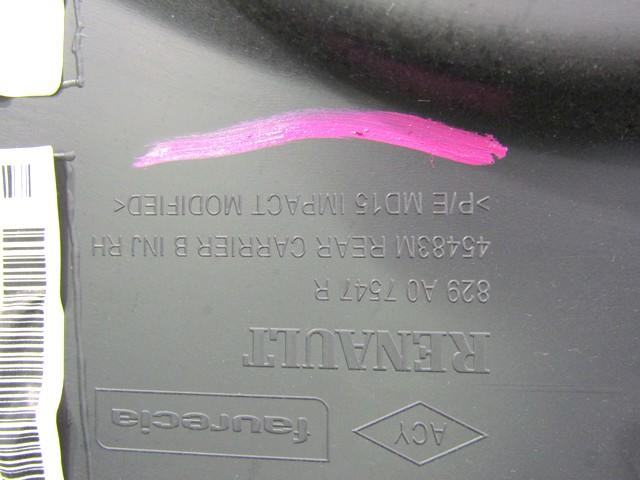 ACY faurecia
RENAULT
829 A0 7547 R
45483M REAR CARRIER B INJ RH
>P/E MD15 IMPACT MODIFIED<